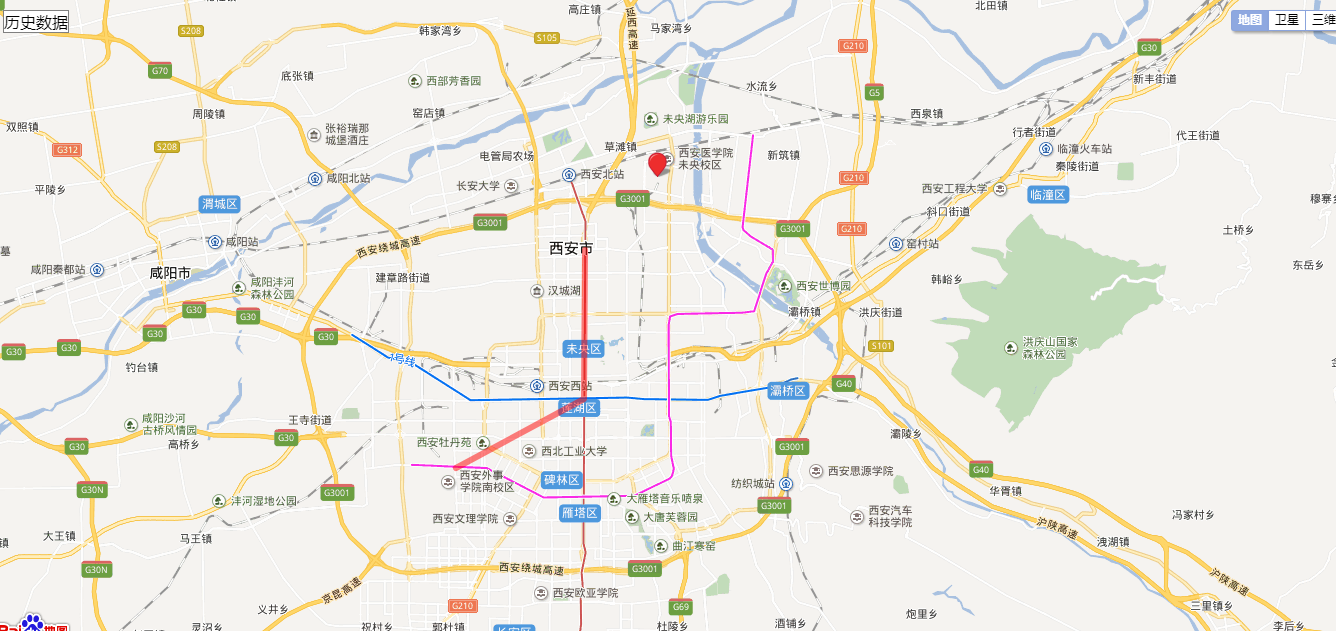 历史数据
地图 卫星 三维
高庄镇
延西高速
北田镇
韩家湾乡
马家湾乡
S208
S105
G210
G30
G70
底张镇
西部芳香园
水流乡
G5
新丰街道
周陵镇
窑店镇
未央湖游乐园
西泉镇
双照镇
张裕瑞那
城堡酒庄
行者街道
代王街道
G312
S208
草滩镇
电管局农场
西安医学院
未央校区
新筑镇
临潼火车站
秦陵街道
平陵乡
咸阳北站
长安大学
西安北站
G210
西安工程大学
临潼区
渭城区
G3001
斜口街道
穆寨乡
G3001
G3001
G210
土桥乡
墓
咸阳站
西安绕城高速
西安市
窑村站
咸阳秦都站
咸阳市
建章路街道
东岳乡
咸阳沣河
森林公园
汉城湖
西安世博园
韩峪乡
G30
G30
灞桥镇
洪庆街道
G30
G30
G30
G30
未央区
S101
洪庆山国家
森林公园
1号线
钓台镇
西安西站
G40
灞桥区
莲湖区
咸阳沙河
古桥风情园
王寺街道
高桥乡
G30
G30
西安牡丹苑
西北工业大学
G3001
灞陵乡
G40
西安外事
学院南校区
碑林区
西安思源学院
纺织城站
华胥镇
G30N
G3001
沣河湿地公园
大雁塔音乐喷泉
G3001
雁塔区
西安文理学院
大唐芙蓉园
西安汽车
科技学院
冯家村乡
沪陕高速
大王镇
马王镇
曲江寒窑
洩湖镇
镇
G30N
西安绕城高速
G3001
京昆高速
西安欧亚学院
沪陕高速
G210
G69
义井乡
炮里乡
三里镇乡
灵沼乡
祝村乡
郭杜镇
长安区
杜陵乡
酒铺乡
李后乡
地图